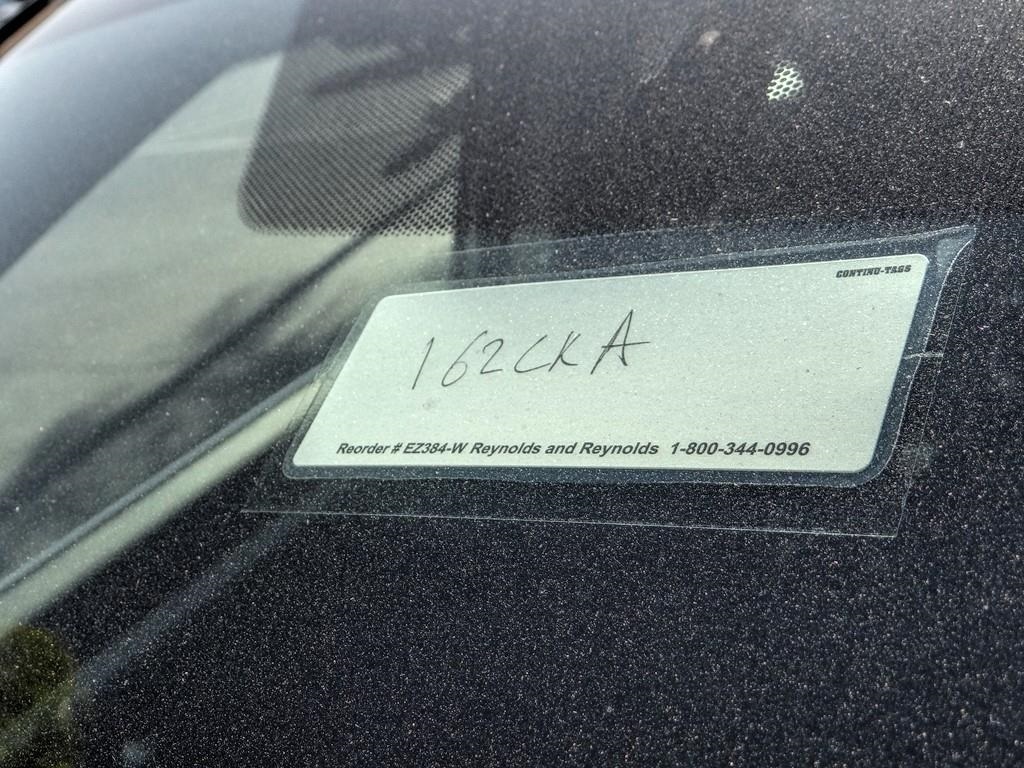 CONTINU-TAGS
162CKA
Reorder # EZ384-W Reynolds and Reynolds 1-800-344-0996